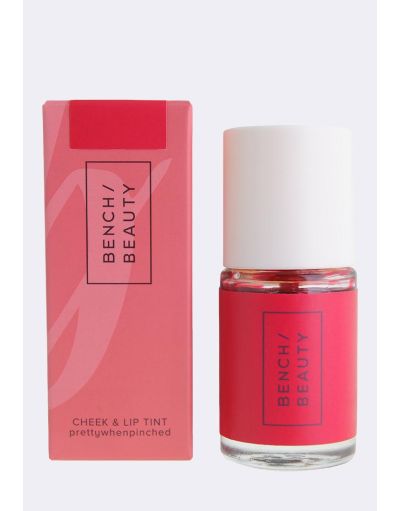 BENCH/
BEAUTY
CHEEK & LIP TINT
prettywhenpinched
BENCH/
BEAUTY